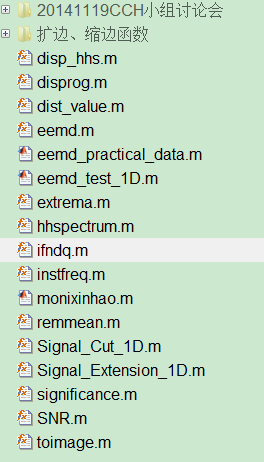 20141119CCH小组讨论会
扩边、缩边函数
disp_hhs.m
disprog.m
dist_value.m
eemd.m
eemd_practical_data.m
eemd_test_1D.m
extrema.m
hhspectrum.m
ifndq.m
instfreq.m
monixinhao.m
remmean.m
Signal_Cut_1D.m
Signal_Extension_1D.m
significance.m
SNR.m
toimage.m